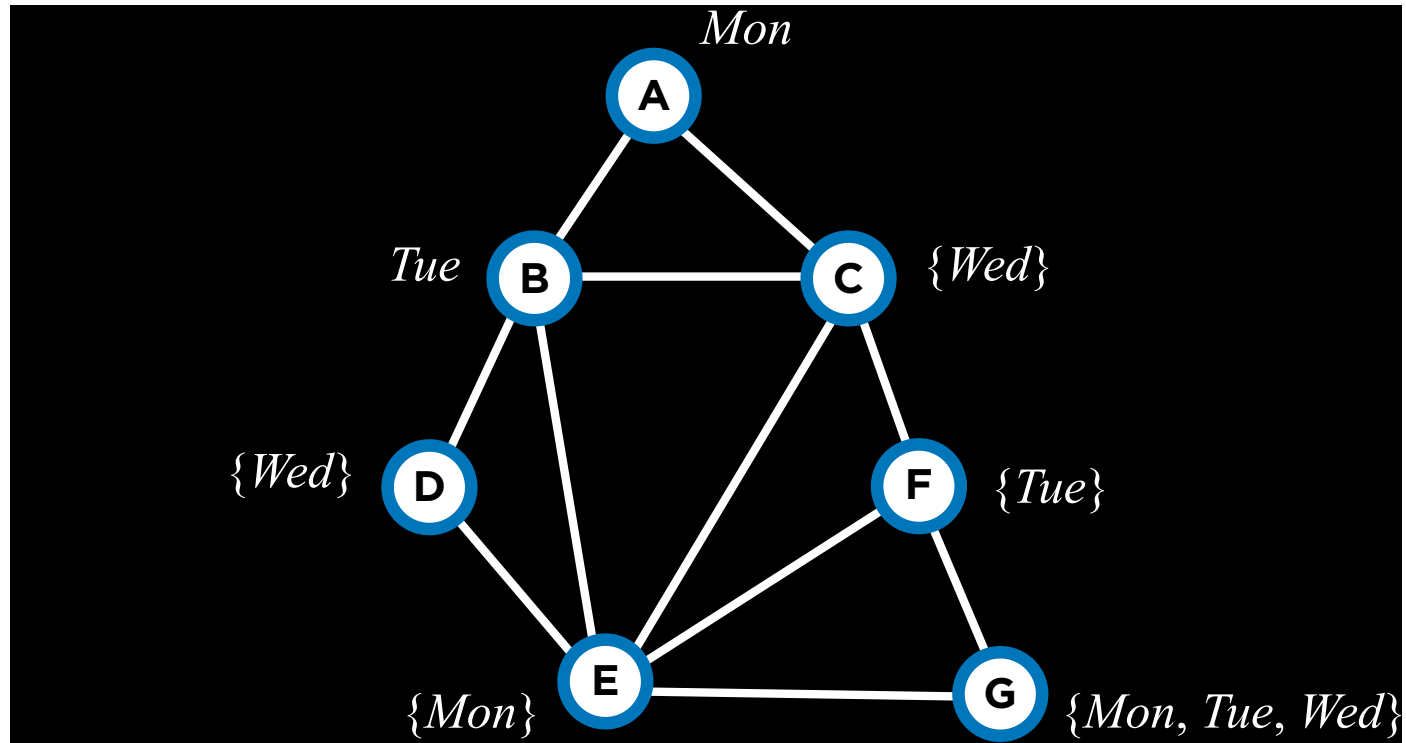 Mon
A
Tue
B
C
{Wed}
{Wed}
D
F
{Tue}
E
{Mon}
G
{Mon, Tue, Wed}